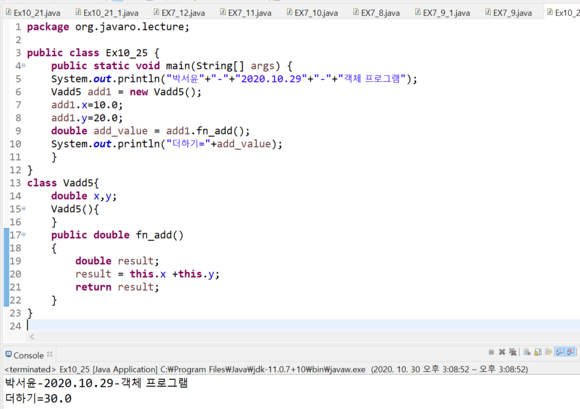 Ex10_21.java Ex10_21_1.java EX7_12.java EX7_11.java EX7_10.java EX7_8.java EX7_9_1.java EX7_9.java Ex10_2
1 package org.javaro.lecture;
2
3 public class Ex10_25 {
4 public static void main(String[] args) {
5 System.out.println("박서윤"+"-"+"2020.10.29"+"-"+"객체 프로그램");
6 Vadd5 add1 = new Vadd5();
7 add1.x=10.0;
8 add1.y=20.0;
9 double add_value = add1.fn_add();
10 System.out.println("더하기="+add_value);
11 }
12 }
13 class Vadd5{
14 double x,y;
15 Vadd5(){
16 }
17 public double fn_add()
18 {
19 double result;
20 result = this.x +this.y;
21 return result;
22 }
23 }
24
Console
<terminated> Ex10_25 [Java Application] C:₩Program Files₩Java₩jdk-11.0.7+10₩bin₩javaw.exe (2020. 10. 30 오후 3:08:52 – 오후 3:08:52)
박서윤-2020.10.29-객체 프로그램
더하기=30.0